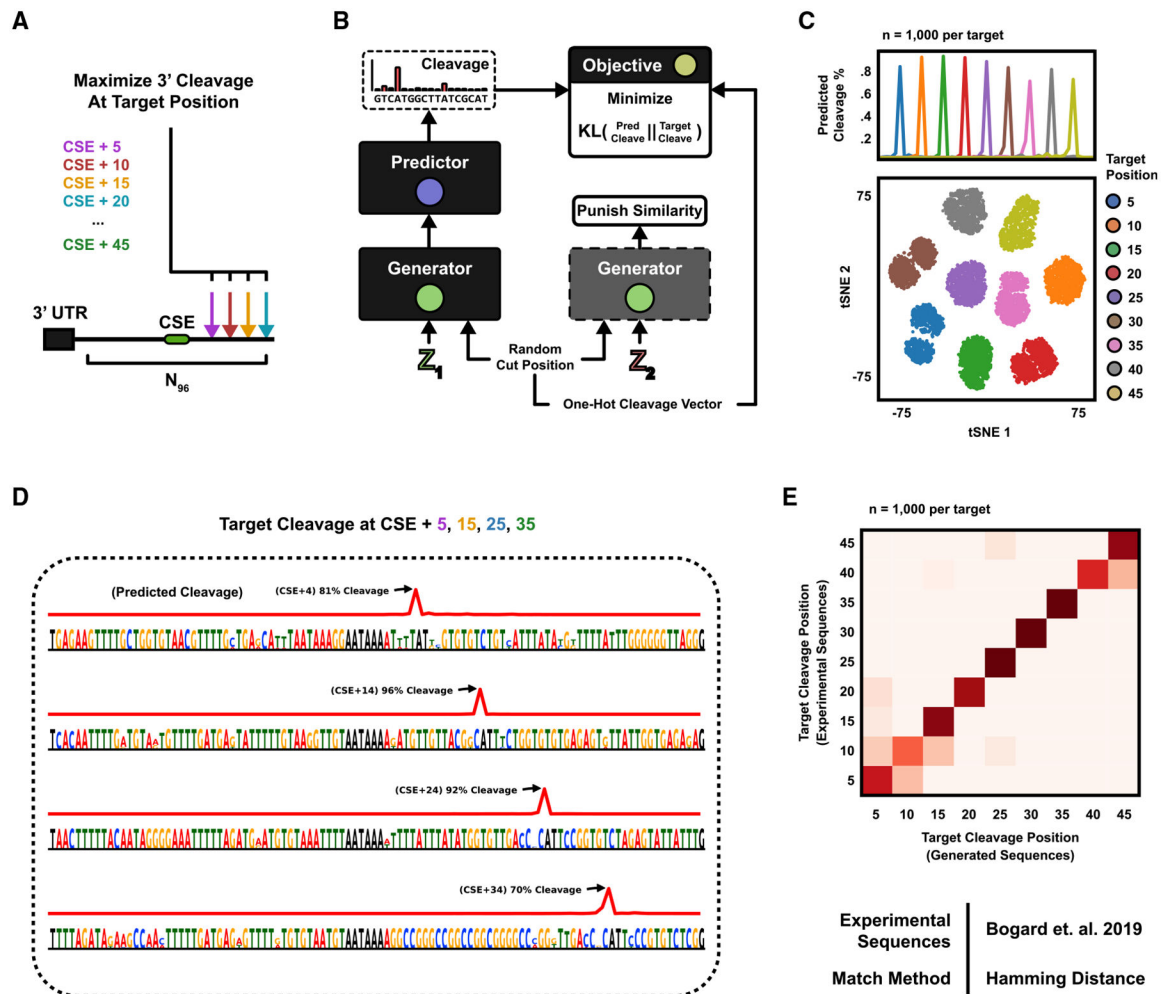 A
Maximize 3' Cleavage
At Target Position
CSE + 5
CSE + 10
CSE + 15
CSE + 20
...
CSE + 45
3' UTR
CSE
N96
B
Cleavage
GTCATGGCTTATCGCAT
Predictor
Generator
Z1
Objective
Minimize
KL( Pred Cleave || Target Cleave )
Punish Similarity
Generator
Z2
Random
Cut Position
One-Hot Cleavage Vector
C
n = 1,000 per target
Predicted
Cleavage %
.8
.6
.4
.2
75
-75
tSNE 2
-75
75
tSNE 1
Target
Position
5
10
15
20
25
30
35
40
45
D
Target Cleavage at CSE + 5, 15, 25, 35
(Predicted Cleavage)
(CSE+4) 81% Cleavage
(CSE+14) 96% Cleavage
(CSE+24) 92% Cleavage
(CSE+34) 70% Cleavage
E
n = 1,000 per target
Target Cleavage Position
(Experimental Sequences)
45
40
35
30
25
20
15
10
5
5 10 15 20 25 30 35 40 45
Target Cleavage Position
(Generated Sequences)
Experimental
Sequences
Bogard et. al. 2019
Match Method
Hamming Distance